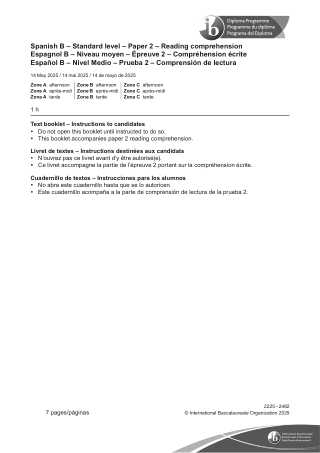 Diploma Programme
Programme du diplôme
Programa del Diploma
Spanish B – Standard level – Paper 2 – Reading comprehension
Espagnol B – Niveau moyen – Épreuve 2 – Compréhension écrite
Español B – Nivel Medio – Prueba 2 – Comprensión de lectura
14 May 2025 / 14 mai 2025 / 14 de mayo de 2025
Zone A afternoon Zone B afternoon Zone C afternoon
Zone A après-midi Zone B après-midi Zone C après-midi
Zona A tarde Zona B tarde Zona C tarde
1 h
Text booklet – Instructions to candidates
• Do not open this booklet until instructed to do so.
• This booklet accompanies paper 2 reading comprehension.
Livret de textes – Instructions destinées aux candidats
• N'ouvrez pas ce livret avant d'y être autorisé(e).
• Ce livret accompagne la partie de l'épreuve 2 portant sur la compréhension écrite.
Cuadernillo de textos – Instrucciones para los alumnos
• No abra este cuadernillo hasta que se lo autoricen.
• Este cuadernillo acompaña a la parte de comprensión de lectura de la prueba 2.
7 pages/páginas
© International Baccalaureate Organization 2025